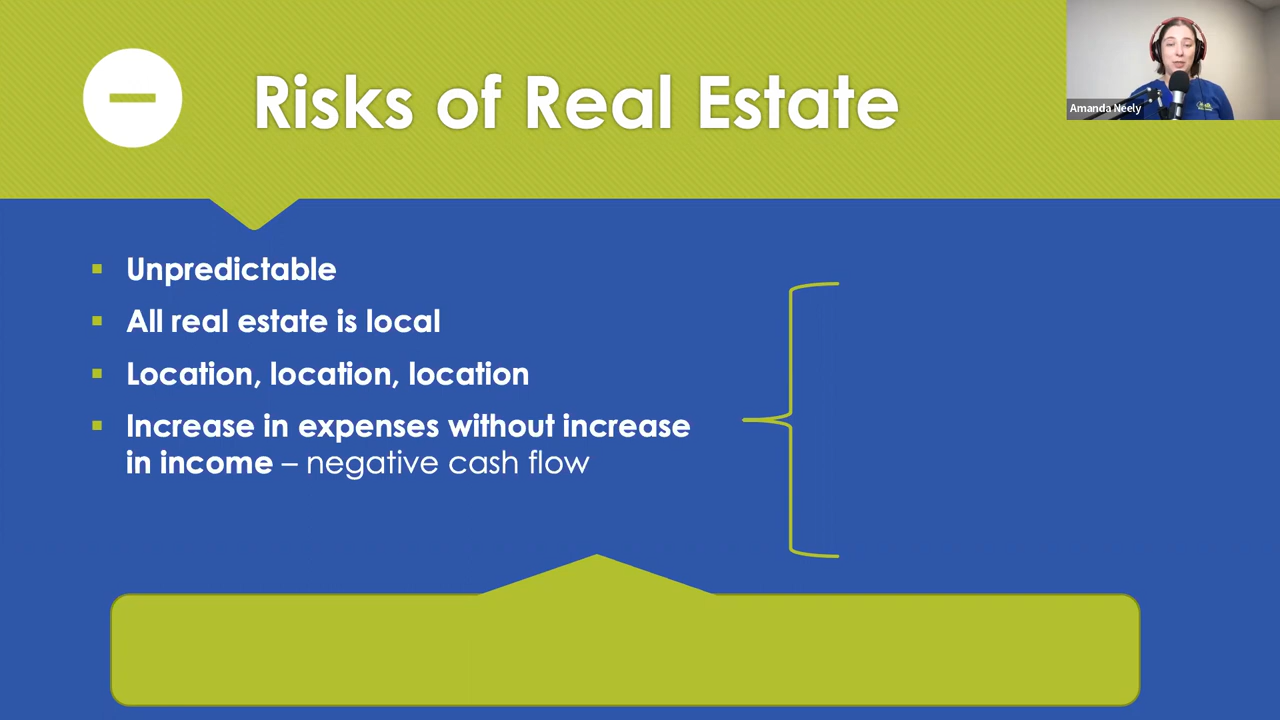 Risks of Real Estate
Amanda Neely
Unpredictable
All real estate is local
Location, location, location
Increase in expenses without increase
in income – negative cash flow